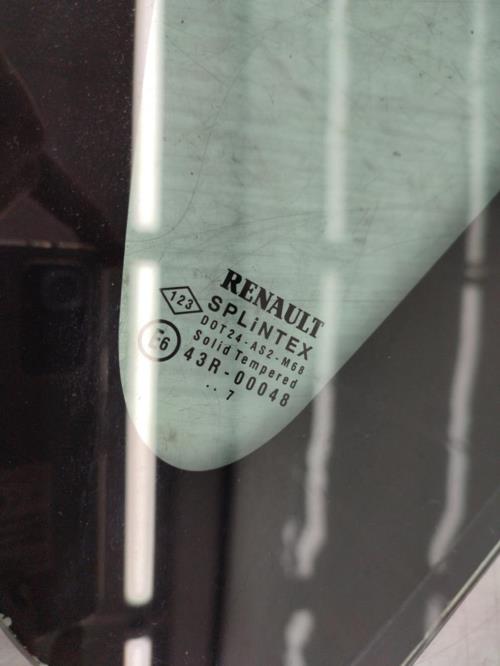 RENAULT
123
SPLiNTEX
DOT24-AS2-M68
Solid Tempered
E6
43R-00048
.. 7